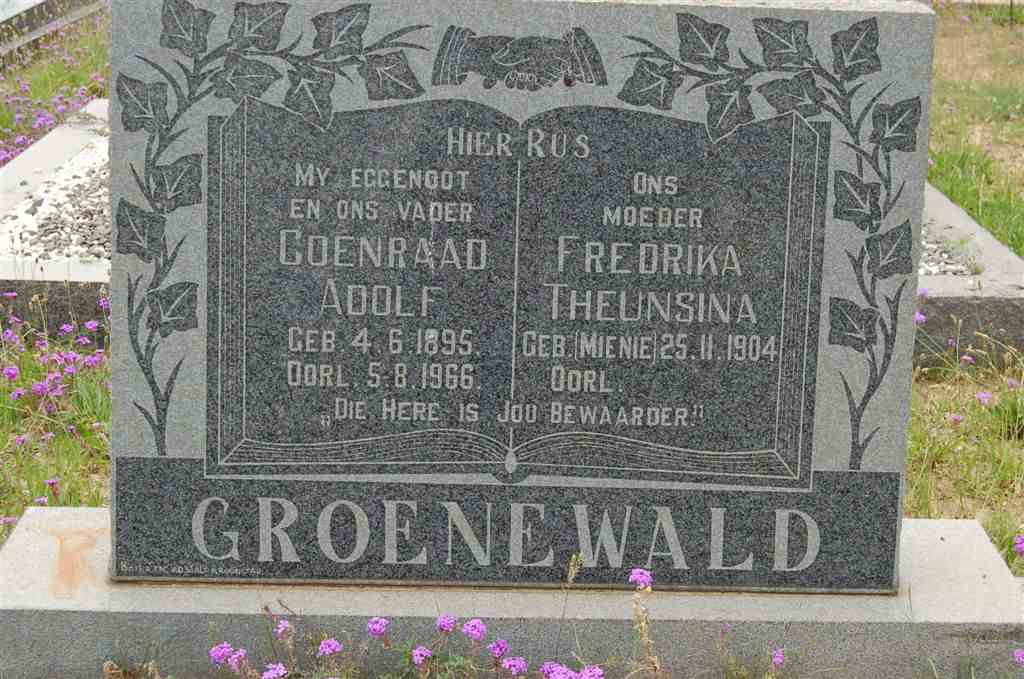 HIER RUS
MY EGGENOOT
EN ONS VADER
COENRAAD
ADOLF
GEB. 4.6.1895.
OORL. 5.8.1966.
ONS
MOEDER
FREDRIKA
THEUNSINA
GEB.(MIENIE) 25.11.1904
OORL.
„DIE HERE IS JOU BEWAARDER."
GROENEWALD